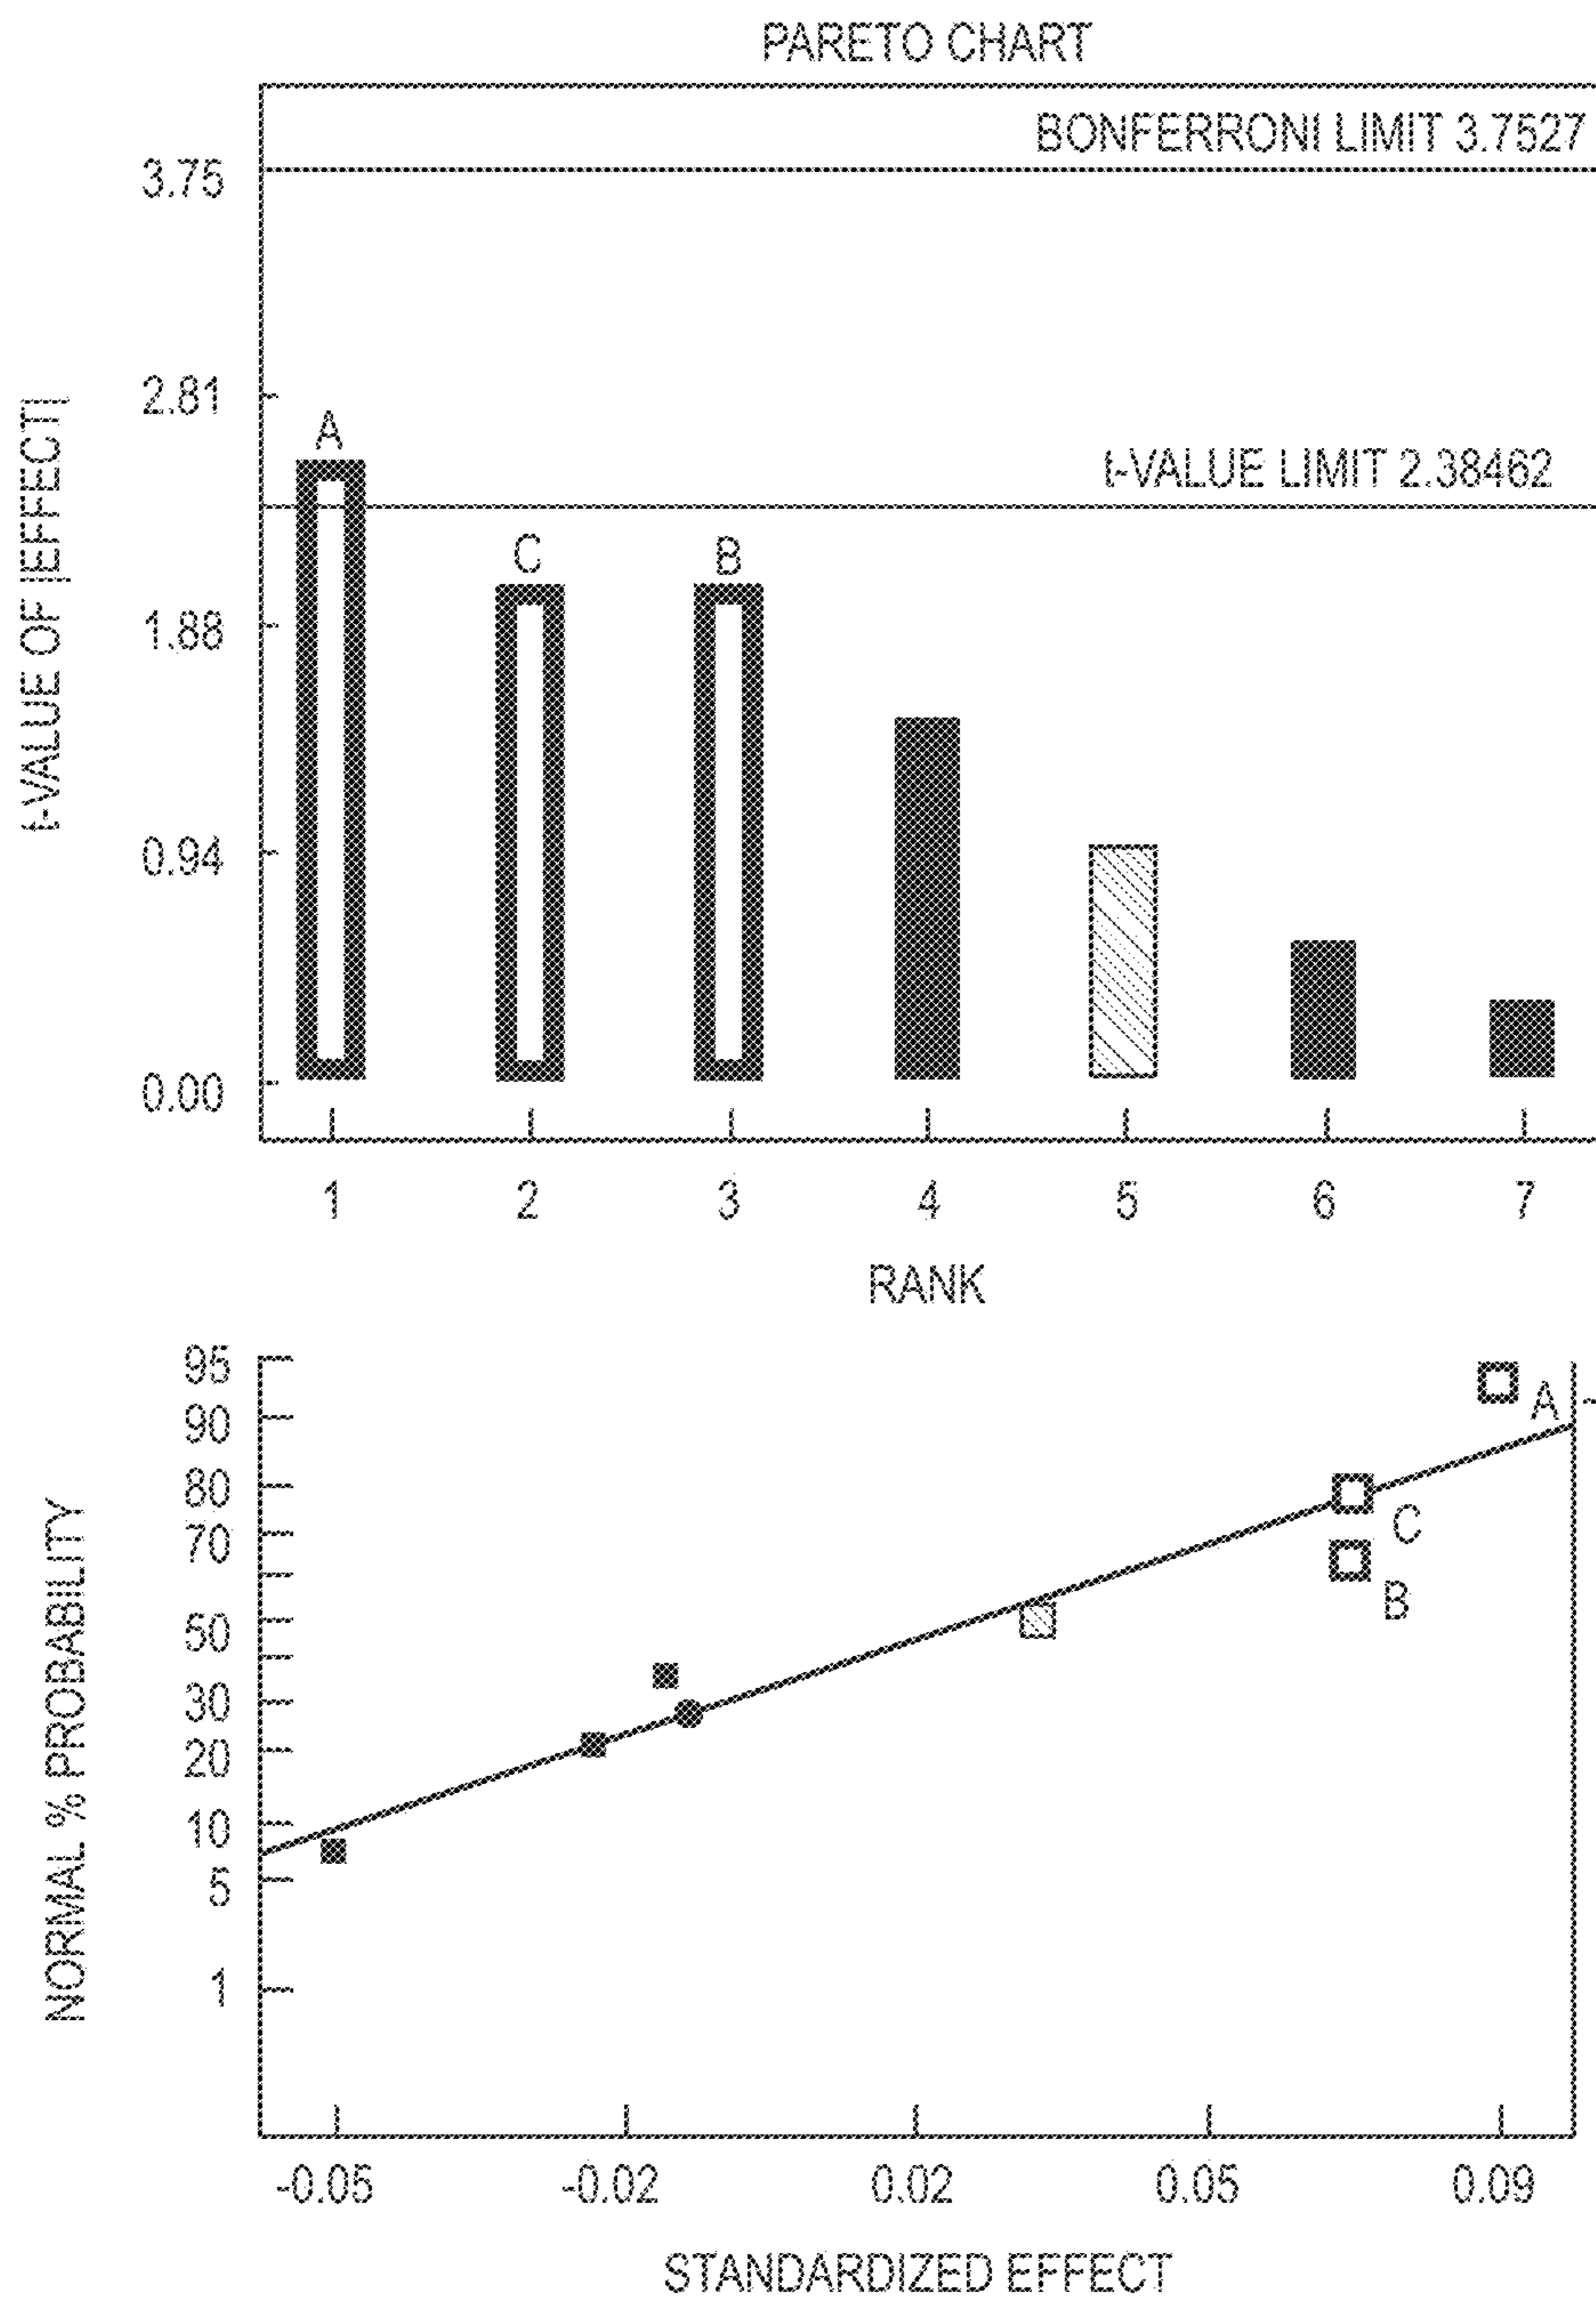 PARETO CHART
BONFERRONI LIMIT 3.7527
3.75
2.81
A
t-VALUE LIMIT 2.38462
C
B
1.88
0.94
0.00
t-VALUE OF |EFFECT|
1 2 3 4 5 6 7
RANK
95
90
80
70
50
30
20
10
5
1
NORMAL % PROBABILITY
A
C
B
-0.05 -0.02 0.02 0.05 0.09
STANDARDIZED EFFECT